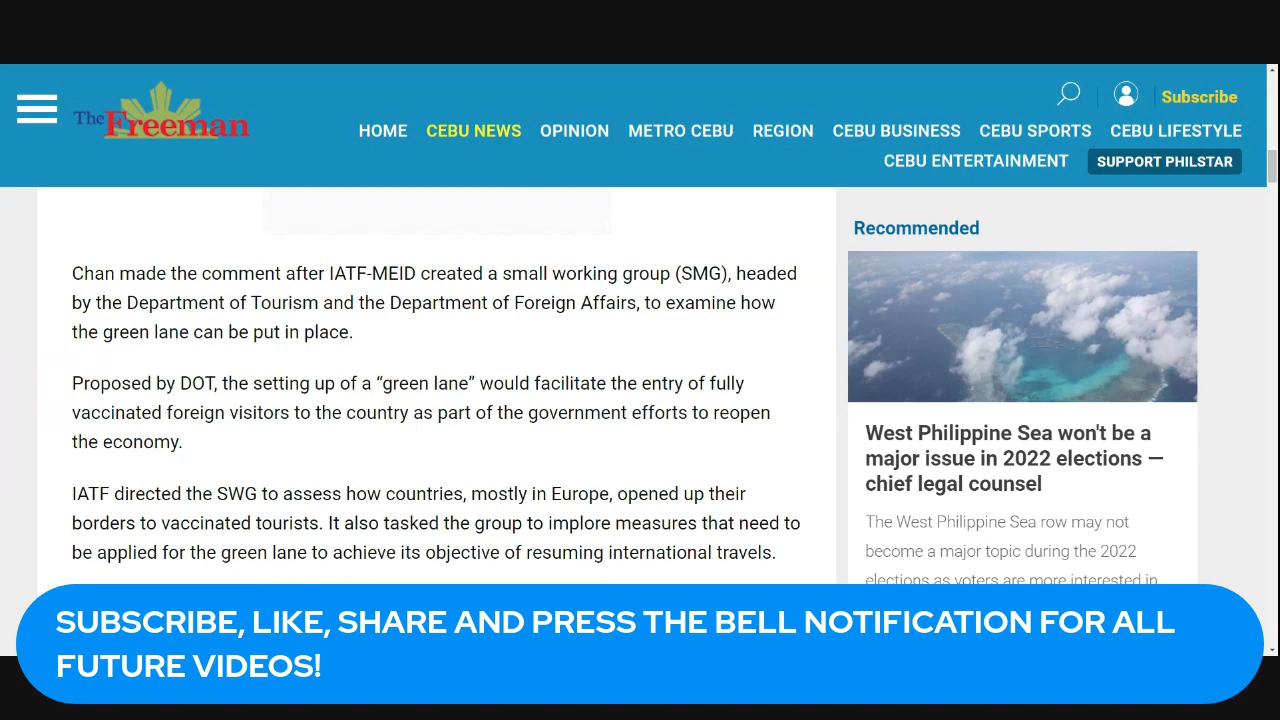 The Freeman
Subscribe
HOME CEBU NEWS OPINION METRO CEBU REGION CEBU BUSINESS CEBU SPORTS CEBU LIFESTYLE
CEBU ENTERTAINMENT SUPPORT PHILSTAR
Chan made the comment after IATF-MEID created a small working group (SMG), headed
by the Department of Tourism and the Department of Foreign Affairs, to examine how
the green lane can be put in place.
Proposed by DOT, the setting up of a “green lane” would facilitate the entry of fully
vaccinated foreign visitors to the country as part of the government efforts to reopen
the economy.
IATF directed the SWG to assess how countries, mostly in Europe, opened up their
borders to vaccinated tourists. It also tasked the group to implore measures that need to
be applied for the green lane to achieve its objective of resuming international travels.
Recommended
West Philippine Sea won't be a
major issue in 2022 elections —
chief legal counsel
The West Philippine Sea row may not
become a major topic during the 2022
elections as voters are more interested in
SUBSCRIBE, LIKE, SHARE AND PRESS THE BELL NOTIFICATION FOR ALL
FUTURE VIDEOS!